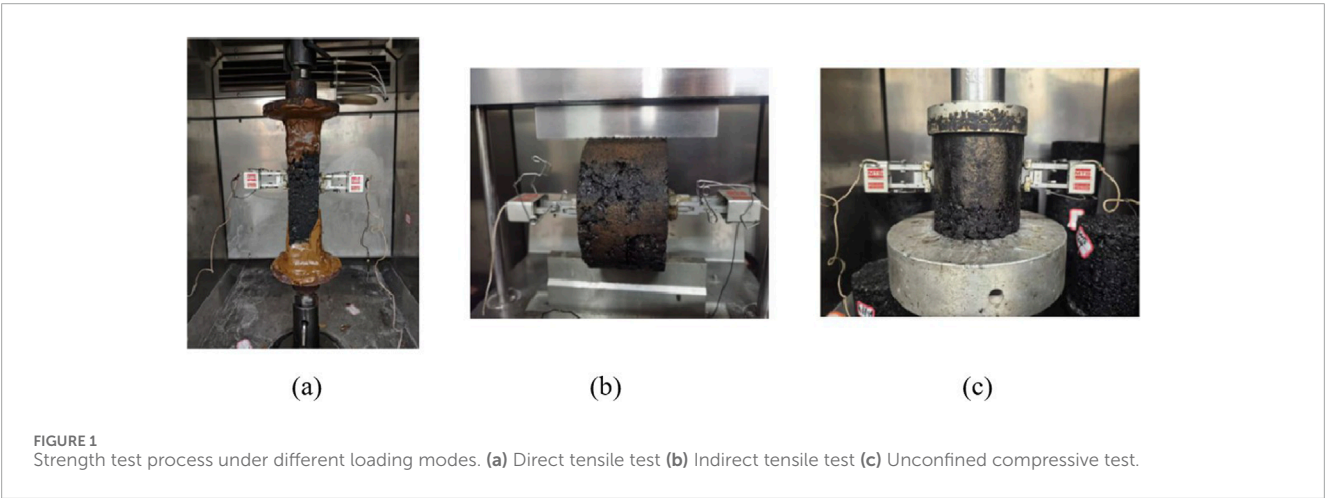 (a)
(b)
(c)
FIGURE 1
Strength test process under different loading modes. (a) Direct tensile test (b) Indirect tensile test (c) Unconfined compressive test.